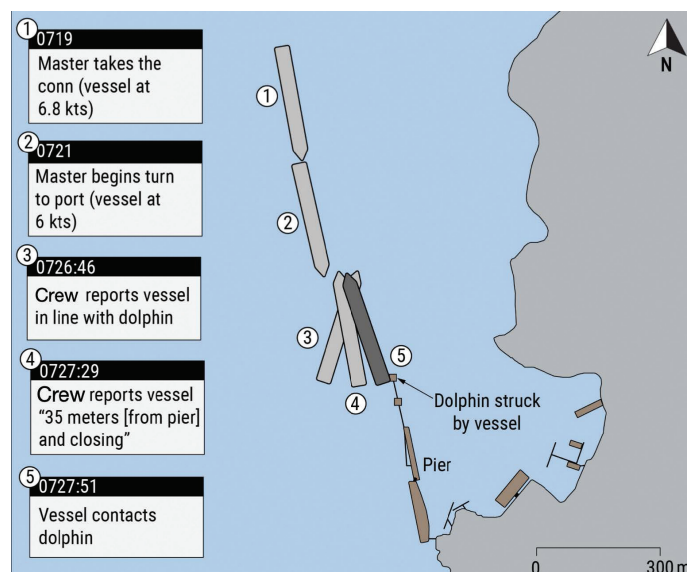 1
0719
Master takes the
conn (vessel at
6.8 kts)
2
0721
Master begins turn
to port (vessel at
6 kts)
3
0726:46
Crew reports vessel
in line with dolphin
4
0727:29
Crew reports vessel
“35 meters [from pier]
and closing”
5
0727:51
Vessel contacts
dolphin
N
1
2
3
4
5
Dolphin struck
by vessel
Pier
0 300 m